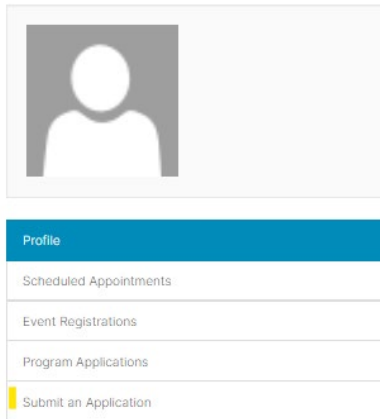 Profile
Scheduled Appointments
Event Registrations
Program Applications
Submit an Application